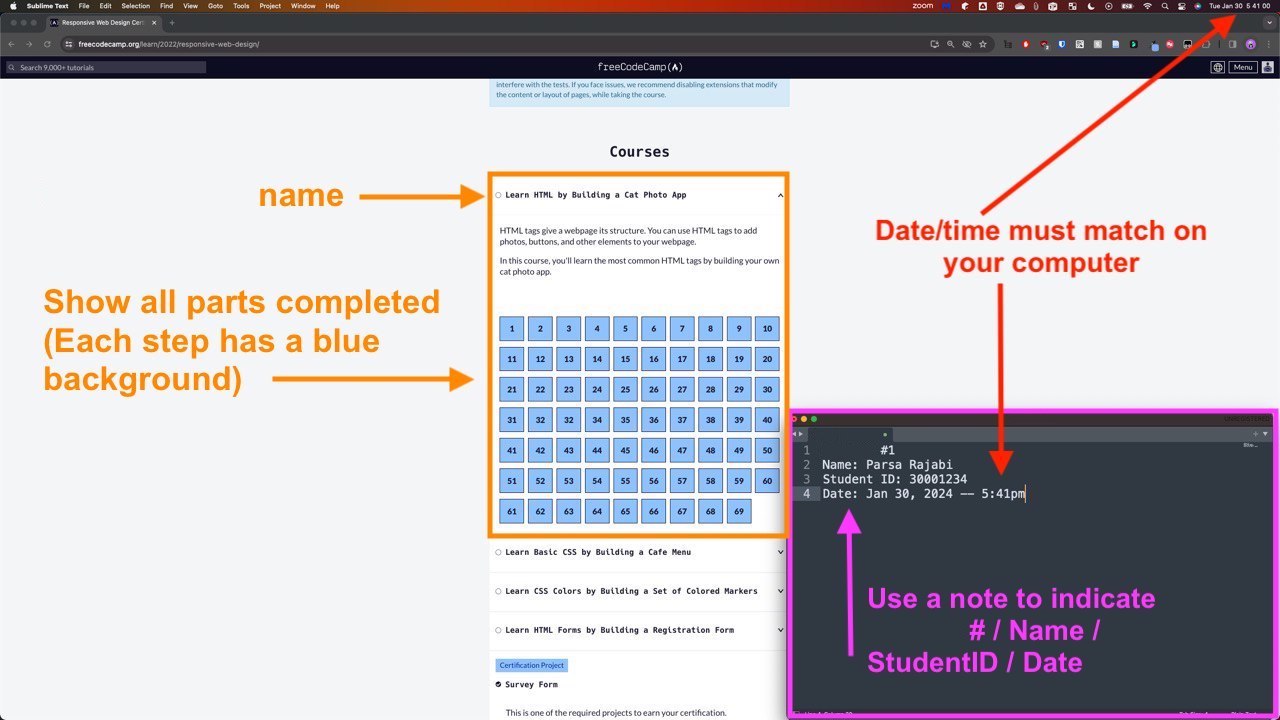 Sublime Text File Edit Selection Find View Goto Tools Project Window Help
zoom
Tue Jan 30 5 41 00
Responsive Web Design Cert
freecodecamp.org/learn/2022/responsive-web-design/
Search 9,000+ tutorials
freeCodeCamp
Menu
interfere with the tests. If you face issues, we recommend disabling extensions that modify
the content or layout of pages, while taking the course.
Courses
name
Learn HTML by Building a Cat Photo App
HTML tags give a webpage its structure. You can use HTML tags to add
photos, buttons, and other elements to your webpage.
In this course, you'll learn the most common HTML tags by building your own
cat photo app.
Date/time must match on
your computer
Show all parts completed
(Each step has a blue
background)
1 2 3 4 5 6 7 8 9 10
11 12 13 14 15 16 17 18 19 20
21 22 23 24 25 26 27 28 29 30
31 32 33 34 35 36 37 38 39 40
41 42 43 44 45 46 47 48 49 50
51 52 53 54 55 56 57 58 59 60
61 62 63 64 65 66 67 68 69
UNREGISTERED
1 #1
2 Name: Parsa Rajabi
3 Student ID: 30001234
4 Date: Jan 30, 2024 –– 5:41pm
Use a note to indicate
# / Name /
StudentID / Date
Learn Basic CSS by Building a Cafe Menu
Learn CSS Colors by Building a Set of Colored Markers
Learn HTML Forms by Building a Registration Form
Certification Project
Survey Form
This is one of the required projects to earn your certification.